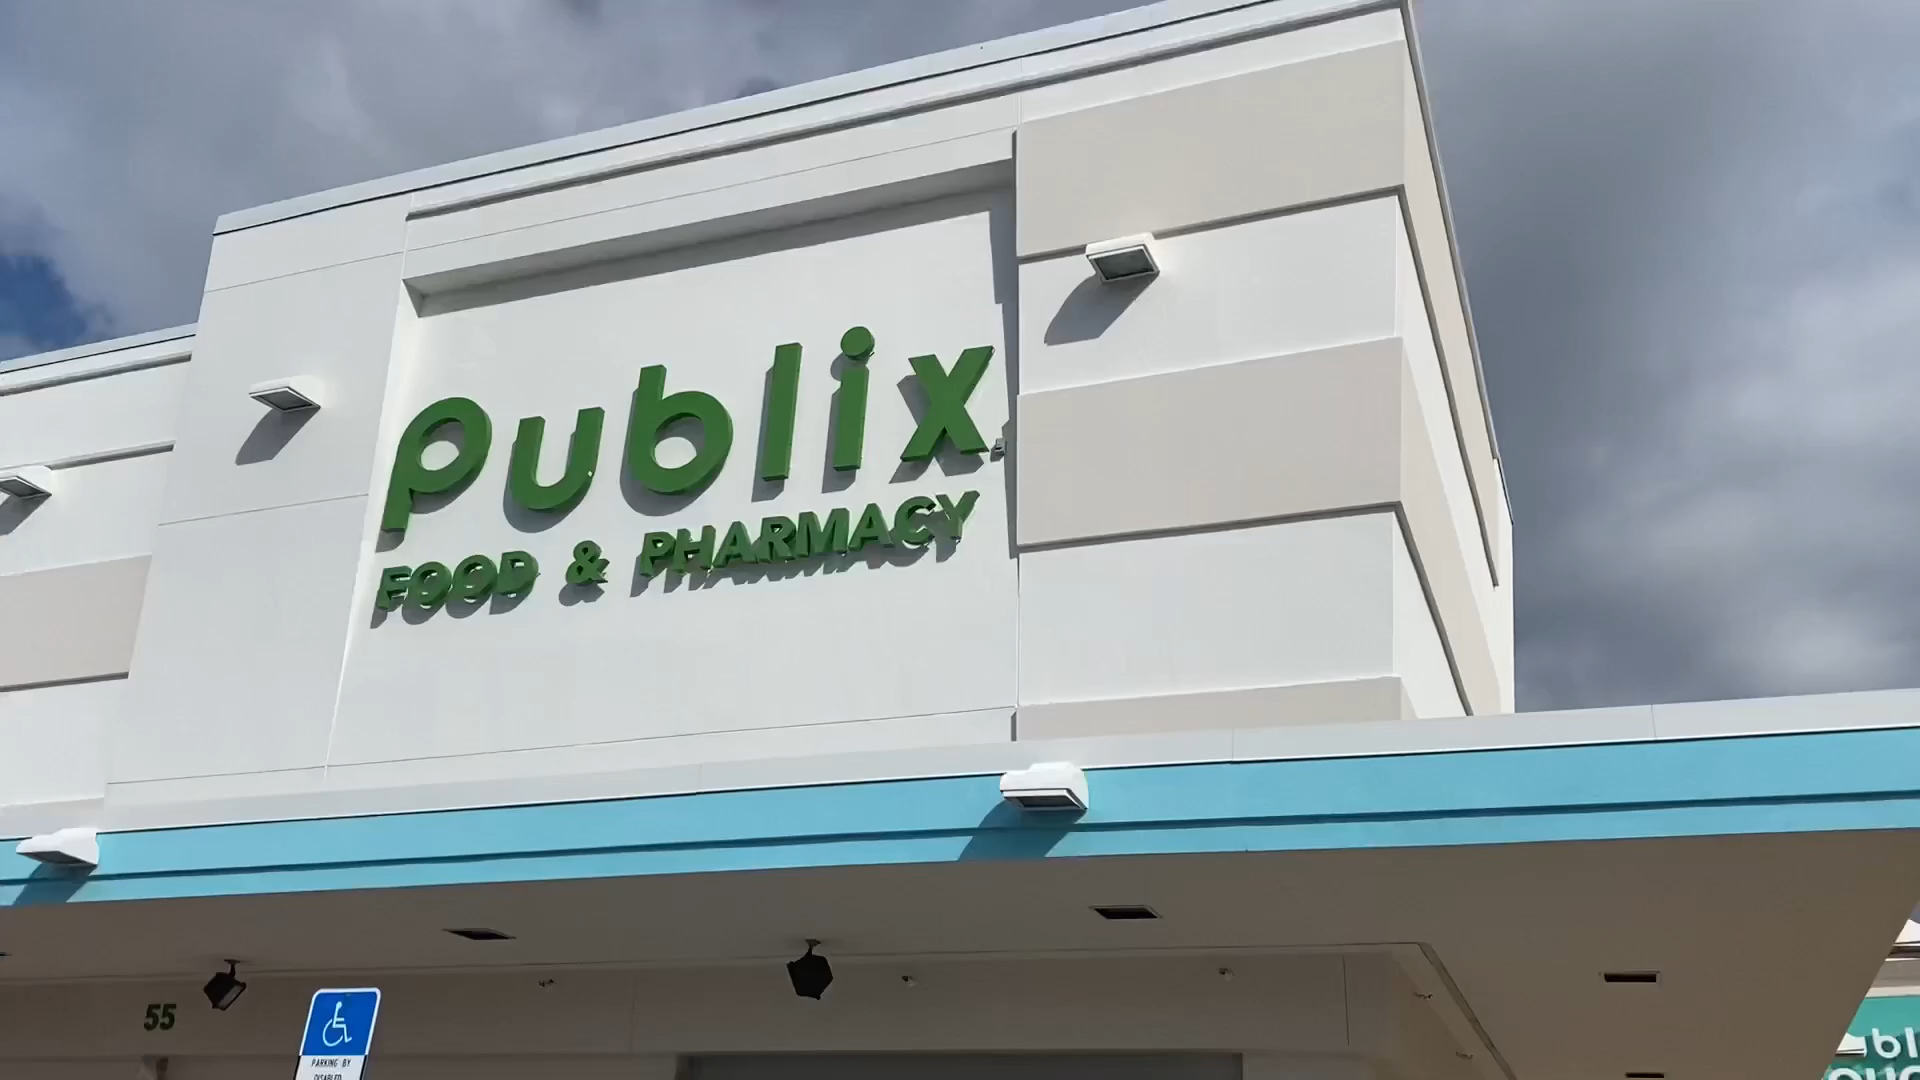 Publix
FOOD & PHARMACY
55
PARKING BY
DISABLED